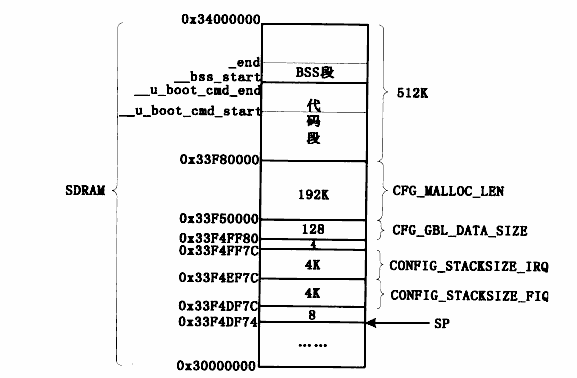 0x34000000
_end
__bss_start
BSS段
__u_boot_cmd_end
512K
代
__u_boot_cmd_start
码
段
0x33F80000
SDRAM
192K
CFG_MALLOC_LEN
0x33F50000
128
CFG_GBL_DATA_SIZE
0x33F4FF80
4
0x33F4FF7C
4K
CONFIG_STACKSIZE_IRQ
0x33F4EF7C
4K
CONFIG_STACKSIZE_FIQ
0x33F4DF7C
8
0x33F4DF74
SP
……
0x30000000